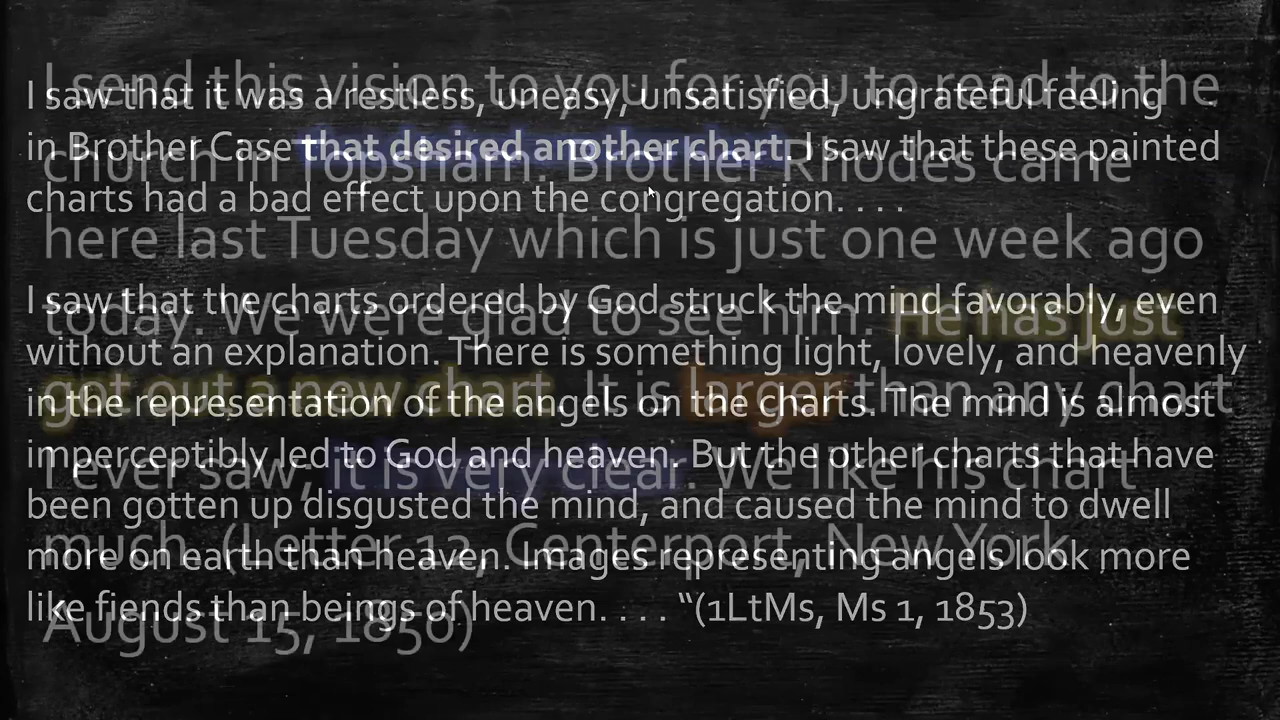 I saw that it was a restless, uneasy, unsatisfied, ungrateful feeling
in Brother Case that desired another chart. I saw that these painted
charts had a bad effect upon the congregation. . . .
I saw that the charts ordered by God struck the mind favorably, even
without an explanation. There is something light, lovely, and heavenly
in the representation of the angels on the charts. The mind is almost
imperceptibly led to God and heaven. But the other charts that have
been gotten up disgusted the mind, and caused the mind to dwell
more on earth than heaven. Images representing angels look more
like fiends than beings of heaven. . . . “(1LtMs, Ms 1, 1853)
I send this vision to you for you to read to the
church in Topsham. Brother Rhodes came
here last Tuesday which is just one week ago
today. We were glad to see him. He has just
got out a new chart. It is larger than any chart
I ever saw, it is very clear. We like his chart
much. (Letter 12, Centerport, New York
August 15, 1850)